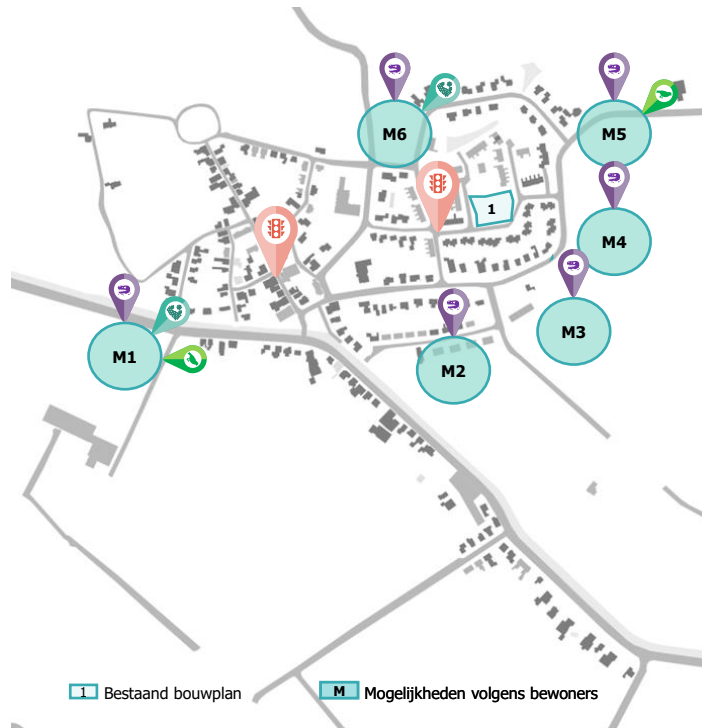 M6
M5
1
M4
M3
M1
M2
1 Bestaand bouwplan
M Mogelijkheden volgens bewoners